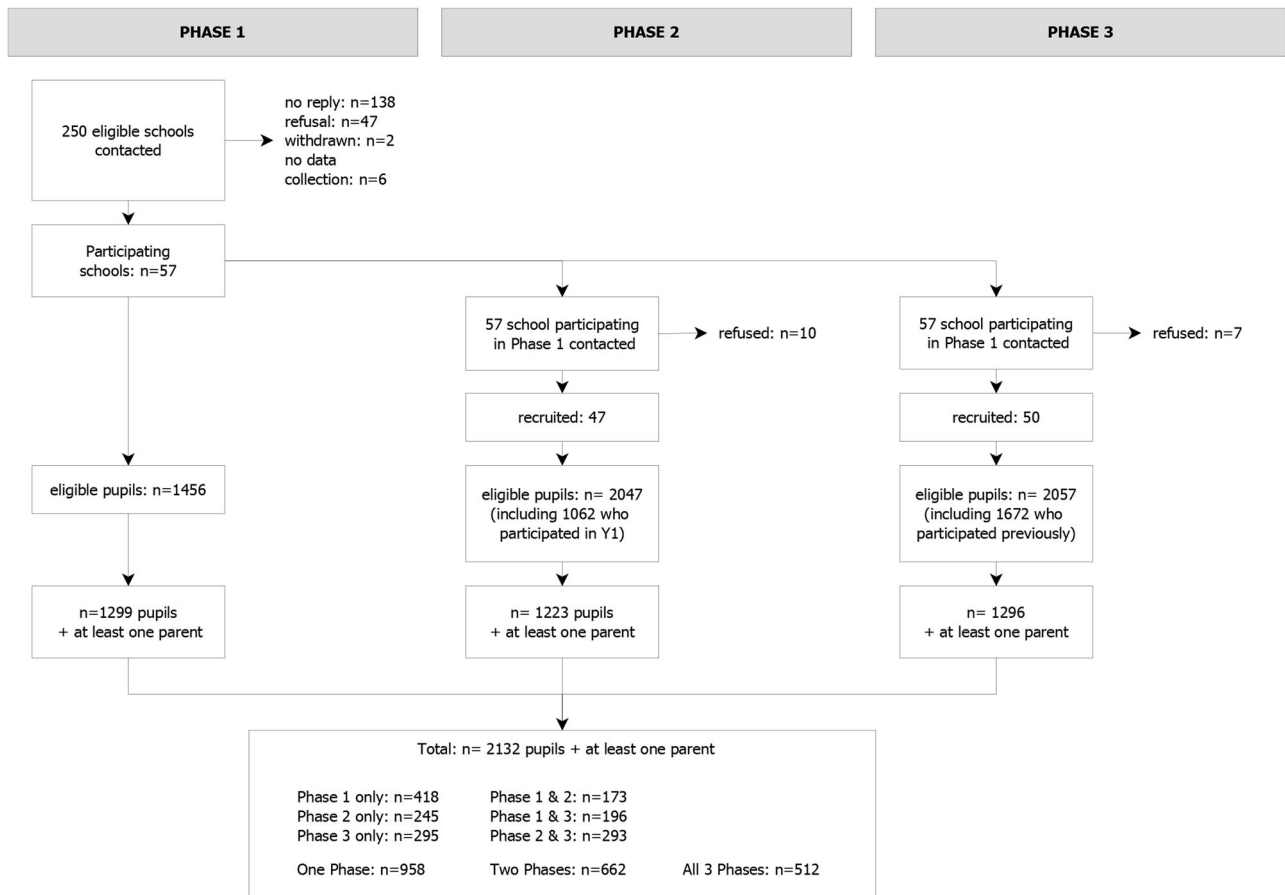 PHASE 1
PHASE 2
PHASE 3
250 eligible schools
contacted
no reply: n=138
refusal: n=47
withdrawn: n=2
no data
collection: n=6
Participating
schools: n=57
57 school participating
in Phase 1 contacted
refused: n=10
57 school participating
in Phase 1 contacted
refused: n=7
recruited: 47
recruited: 50
eligible pupils: n=1456
eligible pupils: n= 2047
(including 1062 who
participated in Y1)
eligible pupils: n= 2057
(including 1672 who
participated previously)
n=1299 pupils
+ at least one parent
n= 1223 pupils
+ at least one parent
n= 1296
+ at least one parent
Total: n= 2132 pupils + at least one parent
Phase 1 only: n=418
Phase 2 only: n=245
Phase 3 only: n=295
Phase 1 & 2: n=173
Phase 1 & 3: n=196
Phase 2 & 3: n=293
One Phase: n=958
Two Phases: n=662
All 3 Phases: n=512